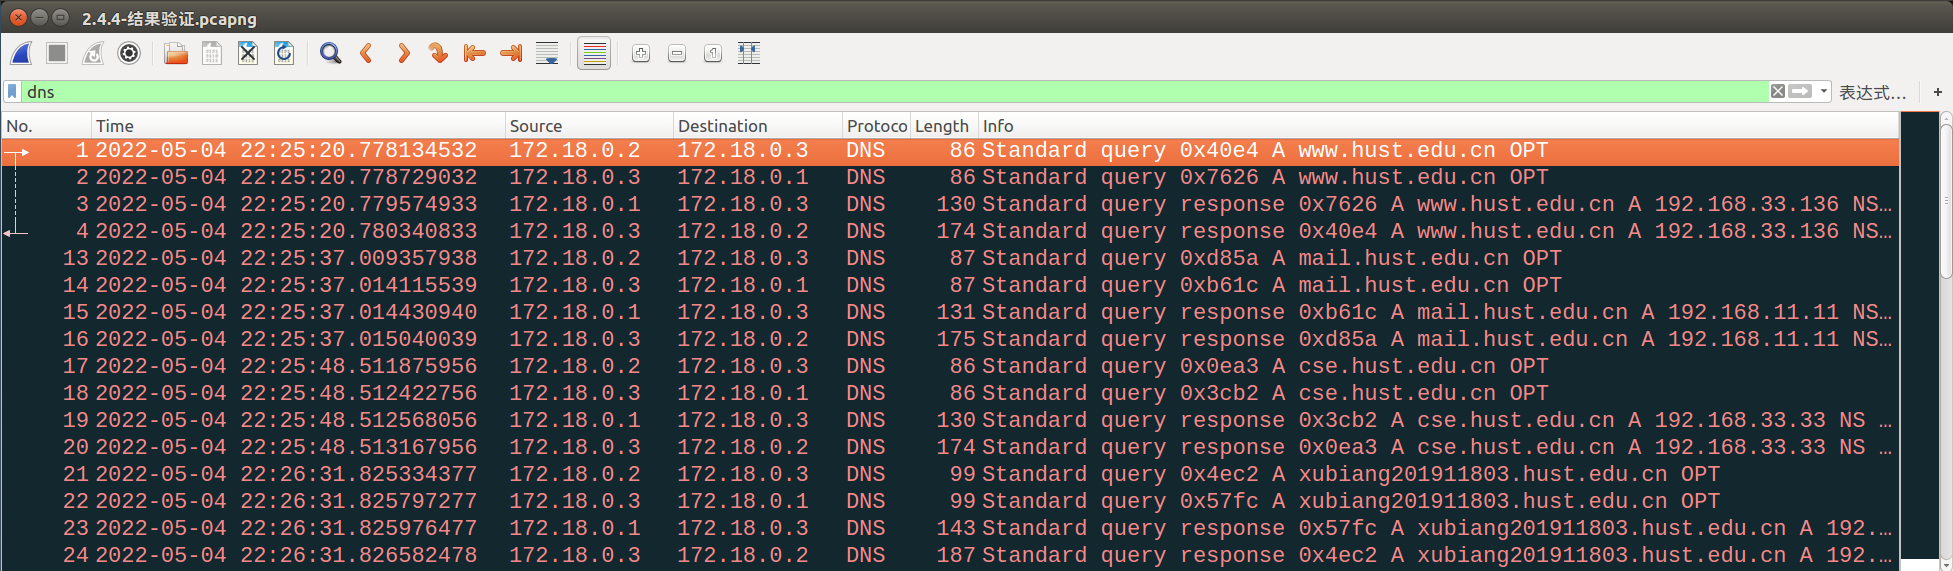 2.4.4-结果验证.pcapng
dns 表达式… +
No. Time Source Destination Protoco Length Info
1 2022-05-04 22:25:20.778134532 172.18.0.2 172.18.0.3 DNS 86 Standard query 0x40e4 A www.hust.edu.cn OPT
2 2022-05-04 22:25:20.778729032 172.18.0.3 172.18.0.1 DNS 86 Standard query 0x7626 A www.hust.edu.cn OPT
3 2022-05-04 22:25:20.779574933 172.18.0.1 172.18.0.3 DNS 130 Standard query response 0x7626 A www.hust.edu.cn A 192.168.33.136 NS…
4 2022-05-04 22:25:20.780340833 172.18.0.3 172.18.0.2 DNS 174 Standard query response 0x40e4 A www.hust.edu.cn A 192.168.33.136 NS…
13 2022-05-04 22:25:37.009357938 172.18.0.2 172.18.0.3 DNS 87 Standard query 0xd85a A mail.hust.edu.cn OPT
14 2022-05-04 22:25:37.014115539 172.18.0.3 172.18.0.1 DNS 87 Standard query 0xb61c A mail.hust.edu.cn OPT
15 2022-05-04 22:25:37.014430940 172.18.0.1 172.18.0.3 DNS 131 Standard query response 0xb61c A mail.hust.edu.cn A 192.168.11.11 NS…
16 2022-05-04 22:25:37.015040039 172.18.0.3 172.18.0.2 DNS 175 Standard query response 0xd85a A mail.hust.edu.cn A 192.168.11.11 NS…
17 2022-05-04 22:25:48.511875956 172.18.0.2 172.18.0.3 DNS 86 Standard query 0x0ea3 A cse.hust.edu.cn OPT
18 2022-05-04 22:25:48.512422756 172.18.0.3 172.18.0.1 DNS 86 Standard query 0x3cb2 A cse.hust.edu.cn OPT
19 2022-05-04 22:25:48.512568056 172.18.0.1 172.18.0.3 DNS 130 Standard query response 0x3cb2 A cse.hust.edu.cn A 192.168.33.33 NS …
20 2022-05-04 22:25:48.513167956 172.18.0.3 172.18.0.2 DNS 174 Standard query response 0x0ea3 A cse.hust.edu.cn A 192.168.33.33 NS …
21 2022-05-04 22:26:31.825334377 172.18.0.2 172.18.0.3 DNS 99 Standard query 0x4ec2 A xubiang201911803.hust.edu.cn OPT
22 2022-05-04 22:26:31.825797277 172.18.0.3 172.18.0.1 DNS 99 Standard query 0x57fc A xubiang201911803.hust.edu.cn OPT
23 2022-05-04 22:26:31.825976477 172.18.0.1 172.18.0.3 DNS 143 Standard query response 0x57fc A xubiang201911803.hust.edu.cn A 192.…
24 2022-05-04 22:26:31.826582478 172.18.0.3 172.18.0.2 DNS 187 Standard query response 0x4ec2 A xubiang201911803.hust.edu.cn A 192.…